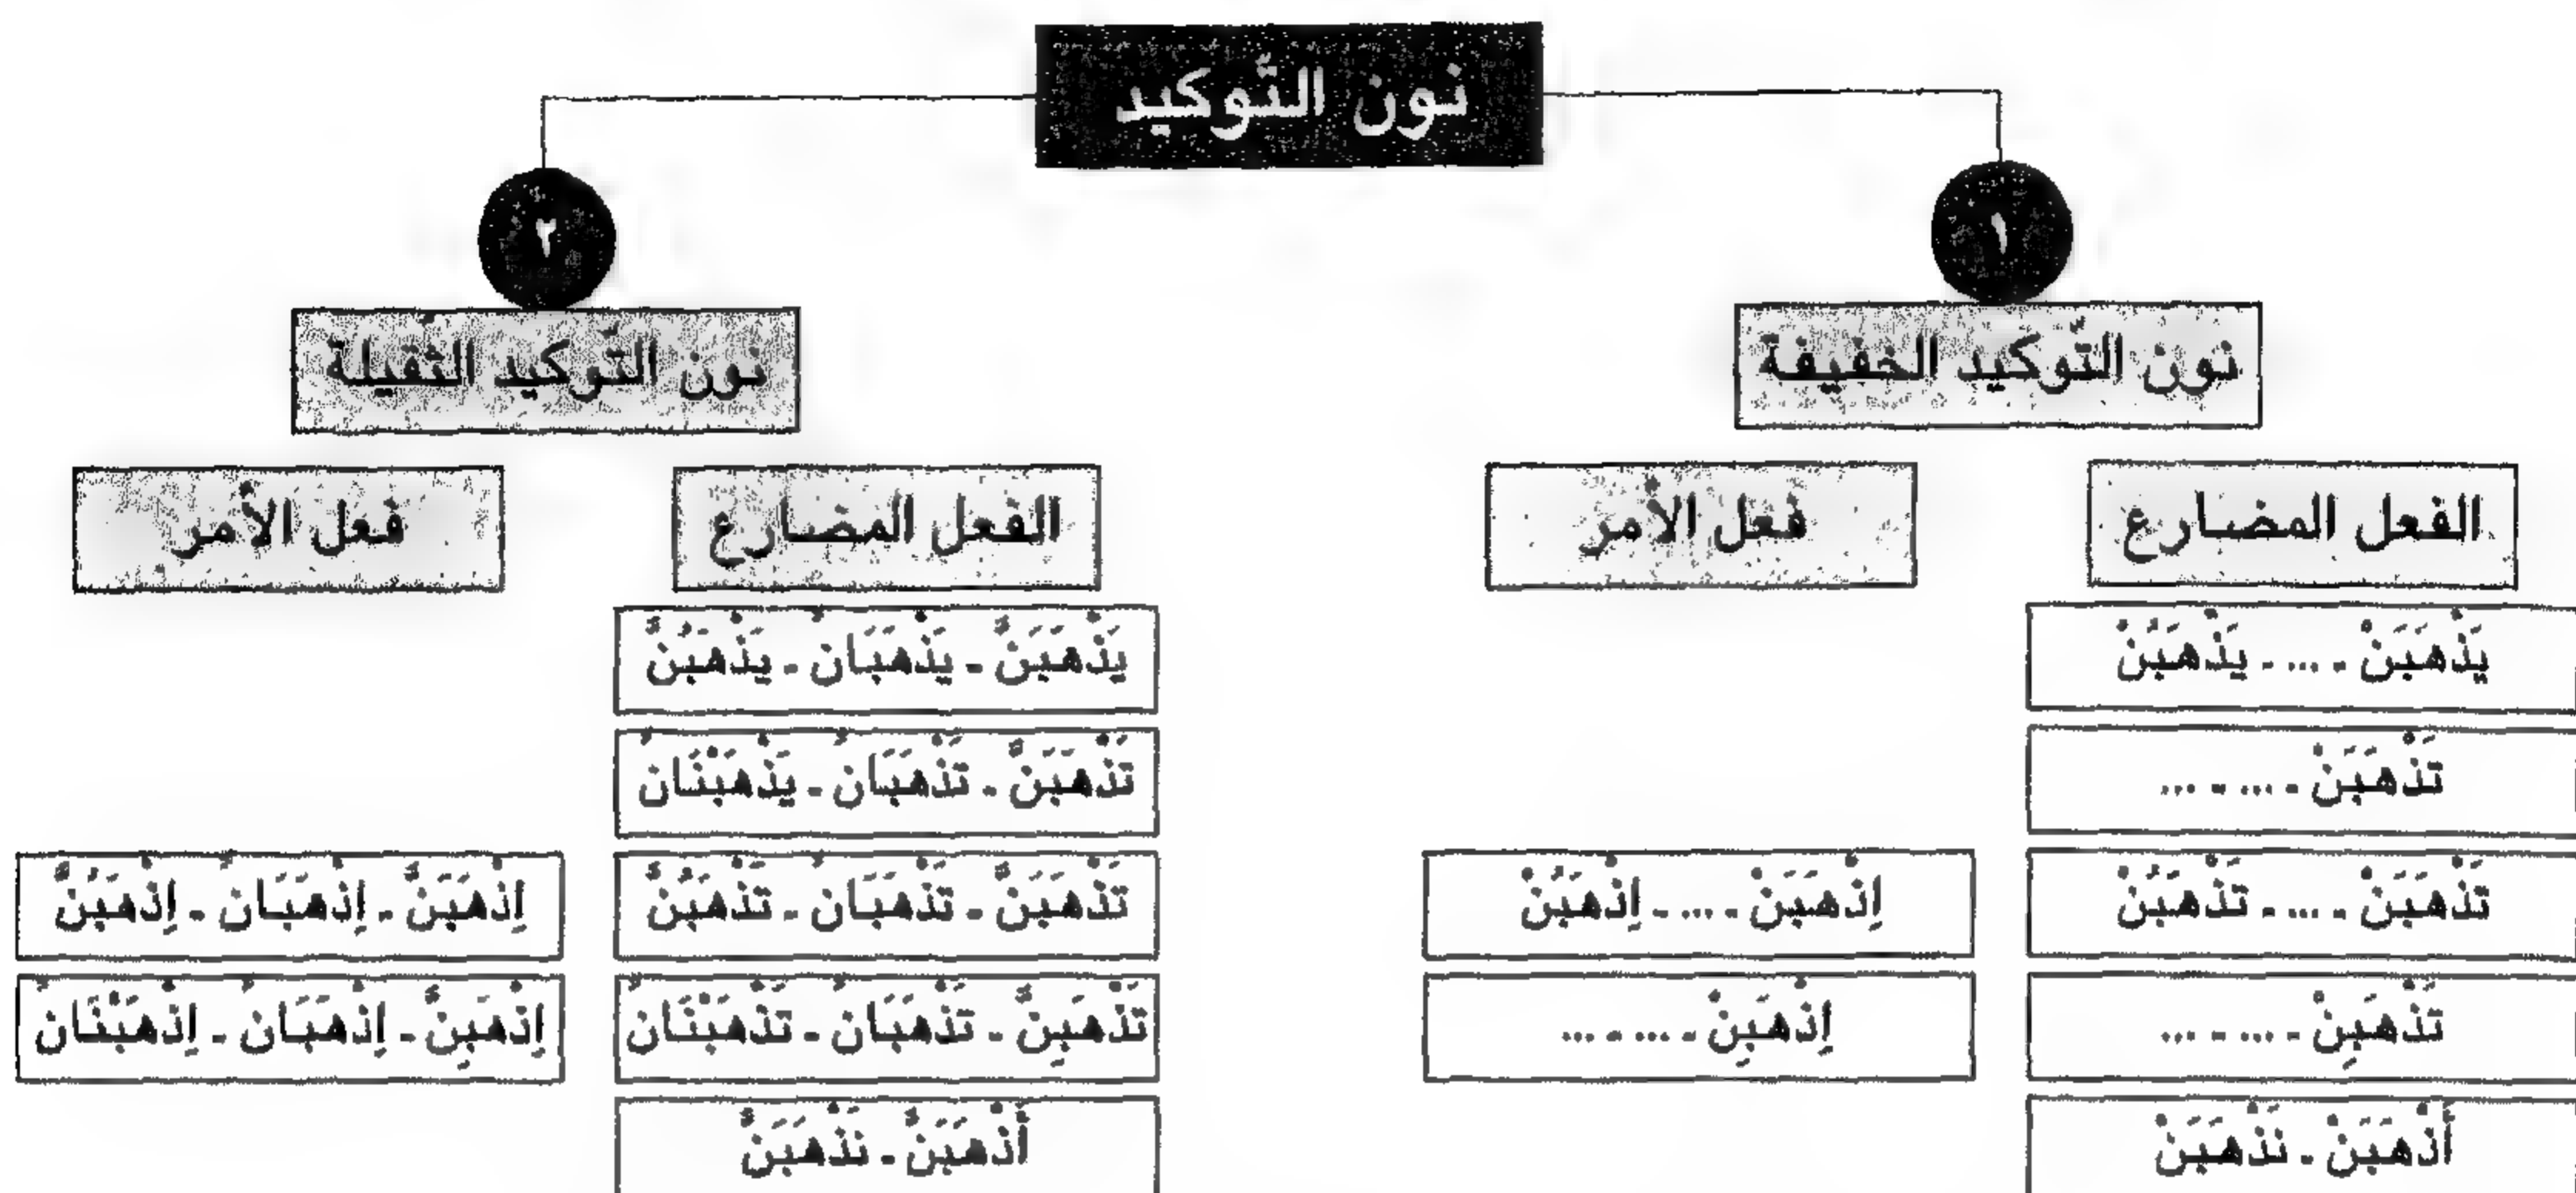 نون التّوكيد
١
٢
نون التّوكيد الخفيفة
نون التّوكيد الثّقيلة
الفعل المضارع
فعل الأمر
الفعل المضارع
فعل الأمر
يَذْهَبَنْ - ... - يَذْهَبُنْ
تَذْهَبَنْ - ... - ...
تَذْهَبَنْ - ... - تَذْهَبُنْ
تَذْهَبِنْ - ... - ...
أَذْهَبَنْ - نَذْهَبَنْ
اِذْهَبَنْ - ... - اِذْهَبُنْ
اِذْهَبِنْ - ... - ...
يَذْهَبَنَّ - يَذْهَبَانِّ - يَذْهَبُنَّ
تَذْهَبَنَّ - تَذْهَبَانِّ - يَذْهَبْنَانِّ
تَذْهَبَنَّ - تَذْهَبَانِّ - تَذْهَبُنَّ
تَذْهَبِنَّ - تَذْهَبَانِّ - تَذْهَبْنَانِّ
أَذْهَبَنَّ - نَذْهَبَنَّ
اِذْهَبَنَّ - اِذْهَبَانِّ - اِذْهَبُنَّ
اِذْهَبِنَّ - اِذْهَبَانِّ - اِذْهَبْنَانِّ